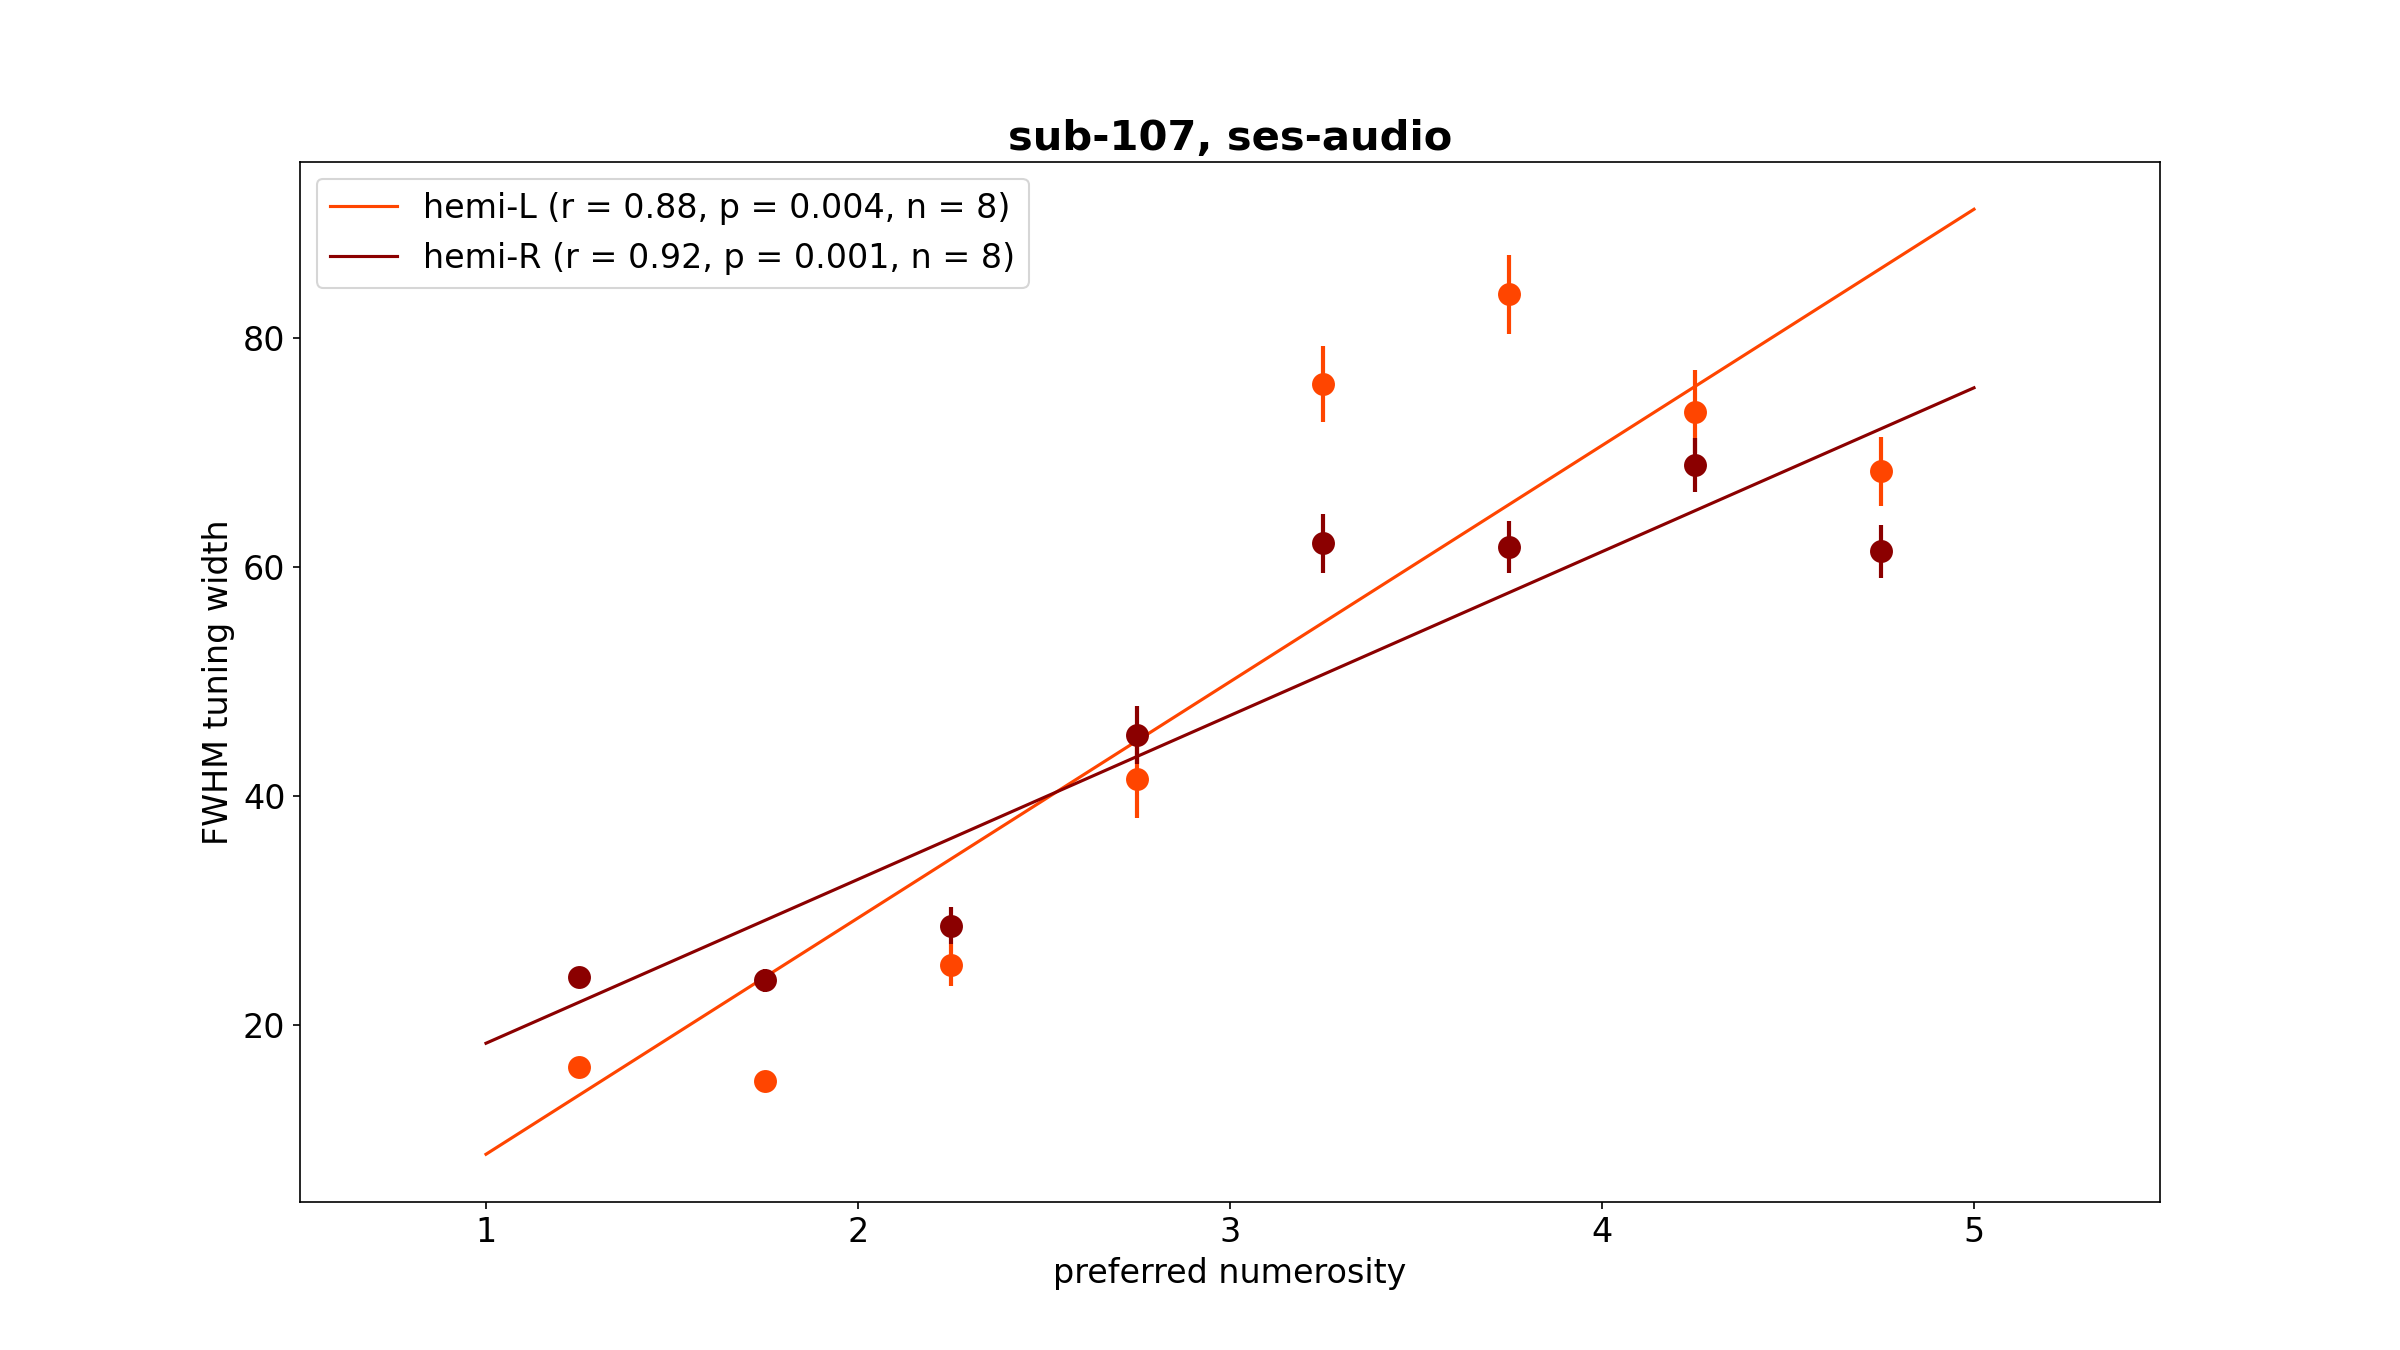 sub-107, ses-audio
hemi-L (r = 0.88, p = 0.004, n = 8)
hemi-R (r = 0.92, p = 0.001, n = 8)
80
60
40
20
FWHM tuning width
1 2 3 4 5
preferred numerosity